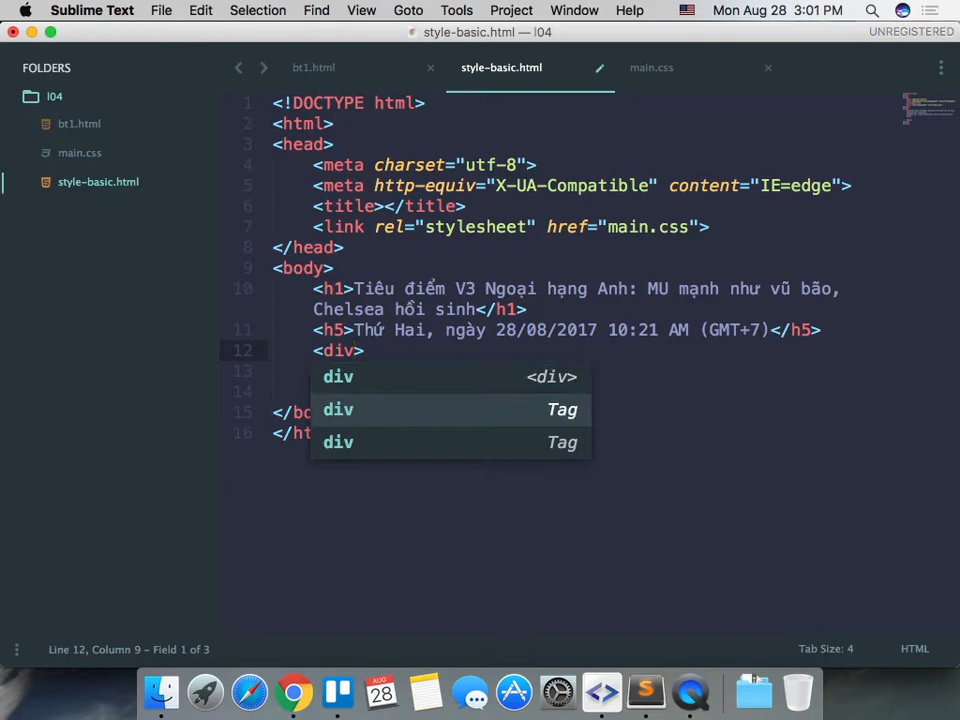 Sublime Text File Edit Selection Find View Goto Tools Project Window Help Mon Aug 28 3:01 PM
style-basic.html — l04 UNREGISTERED
FOLDERS
l04
bt1.html
main.css
style-basic.html
bt1.html style-basic.html main.css
1 <!DOCTYPE html>
2 <html>
3 <head>
4 <meta charset="utf-8">
5 <meta http-equiv="X-UA-Compatible" content="IE=edge">
6 <title></title>
7 <link rel="stylesheet" href="main.css">
8 </head>
9 <body>
10 <h1>Tiêu điểm V3 Ngoại hạng Anh: MU mạnh như vũ bão,
Chelsea hồi sinh</h1>
11 <h5>Thứ Hai, ngày 28/08/2017 10:21 AM (GMT+7)</h5>
12 <div>
13
14
15 </bo
16 </ht
div <div>
div Tag
div Tag
Line 12, Column 9 - Field 1 of 3 Tab Size: 4 HTML
AUG
28